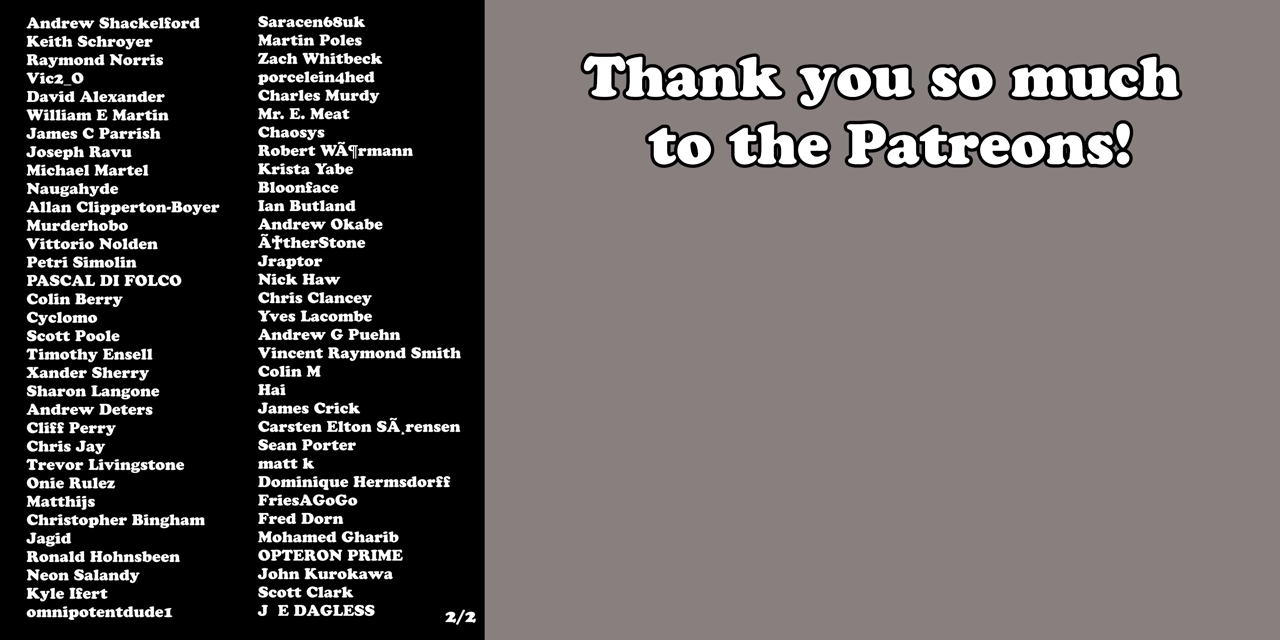 Andrew Shackelford
Keith Schroyer
Raymond Norris
Vic2_O
David Alexander
William E Martin
James C Parrish
Joseph Ravu
Michael Martel
Naugahyde
Allan Clipperton-Boyer
Murderhobo
Vittorio Nolden
Petri Simolin
PASCAL DI FOLCO
Colin Berry
Cyclomo
Scott Poole
Timothy Ensell
Xander Sherry
Sharon Langone
Andrew Deters
Cliff Perry
Chris Jay
Trevor Livingstone
Onie Rulez
Matthijs
Christopher Bingham
Jagid
Ronald Hohnsbeen
Neon Salandy
Kyle Ifert
omnipotentdude1
Saracen68uk
Martin Poles
Zach Whitbeck
porcelein4hed
Charles Murdy
Mr. E. Meat
Chaosys
Robert WÃ¶rmann
Krista Yabe
Bloonface
Ian Butland
Andrew Okabe
Ã†therStone
Jraptor
Nick Haw
Chris Clancey
Yves Lacombe
Andrew G Puehn
Vincent Raymond Smith
Colin M
Hai
James Crick
Carsten Elton SÃ¸rensen
Sean Porter
matt k
Dominique Hermsdorff
FriesAGoGo
Fred Dorn
Mohamed Gharib
OPTERON PRIME
John Kurokawa
Scott Clark
J  E DAGLESS
2/2
Thank you so much
to the Patreons!